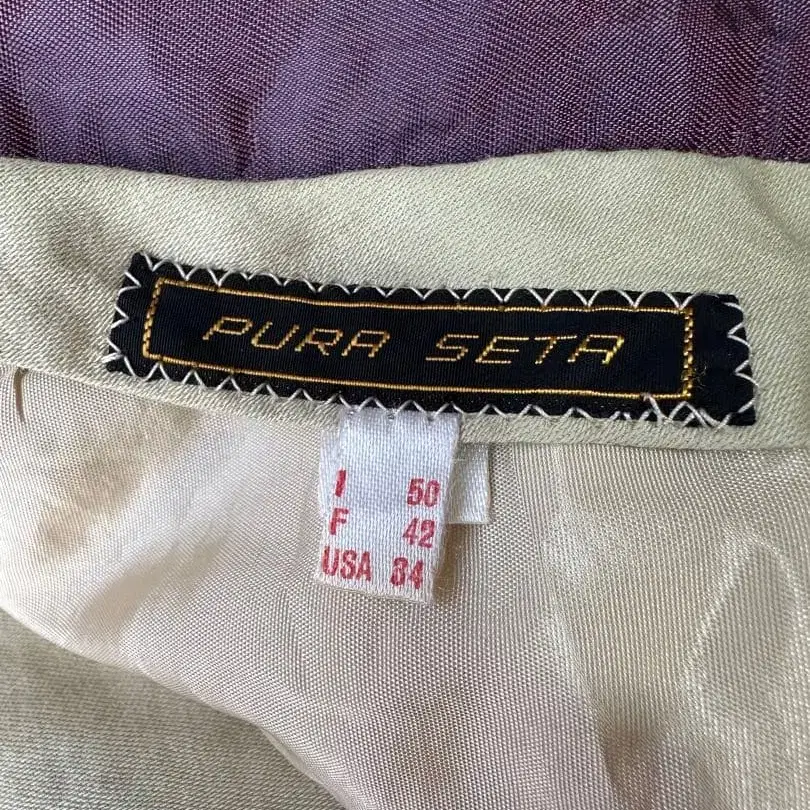 PURA SETA
I 50
F 42
USA 34